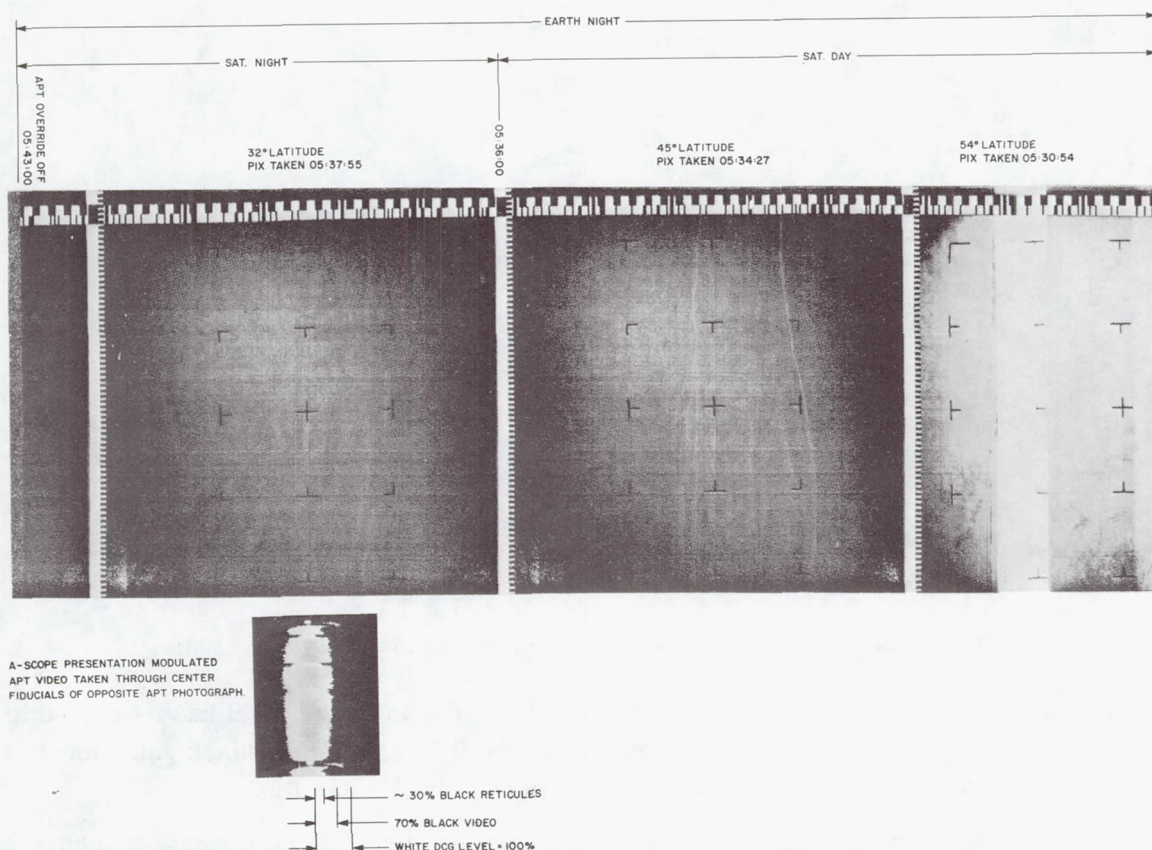 EARTH NIGHT
SAT. NIGHT
SAT. DAY
APT OVERRIDE OFF
05:43:00
32° LATITUDE
PIX TAKEN 05:37:55
05:36:00
45° LATITUDE
PIX TAKEN 05:34:27
54° LATITUDE
PIX TAKEN 05:30:54
A-SCOPE PRESENTATION MODULATED
APT VIDEO TAKEN THROUGH CENTER
FIDUCIALS OF OPPOSITE APT PHOTOGRAPH.
~ 30% BLACK RETICULES
70% BLACK VIDEO
WHITE DCG LEVEL = 100%